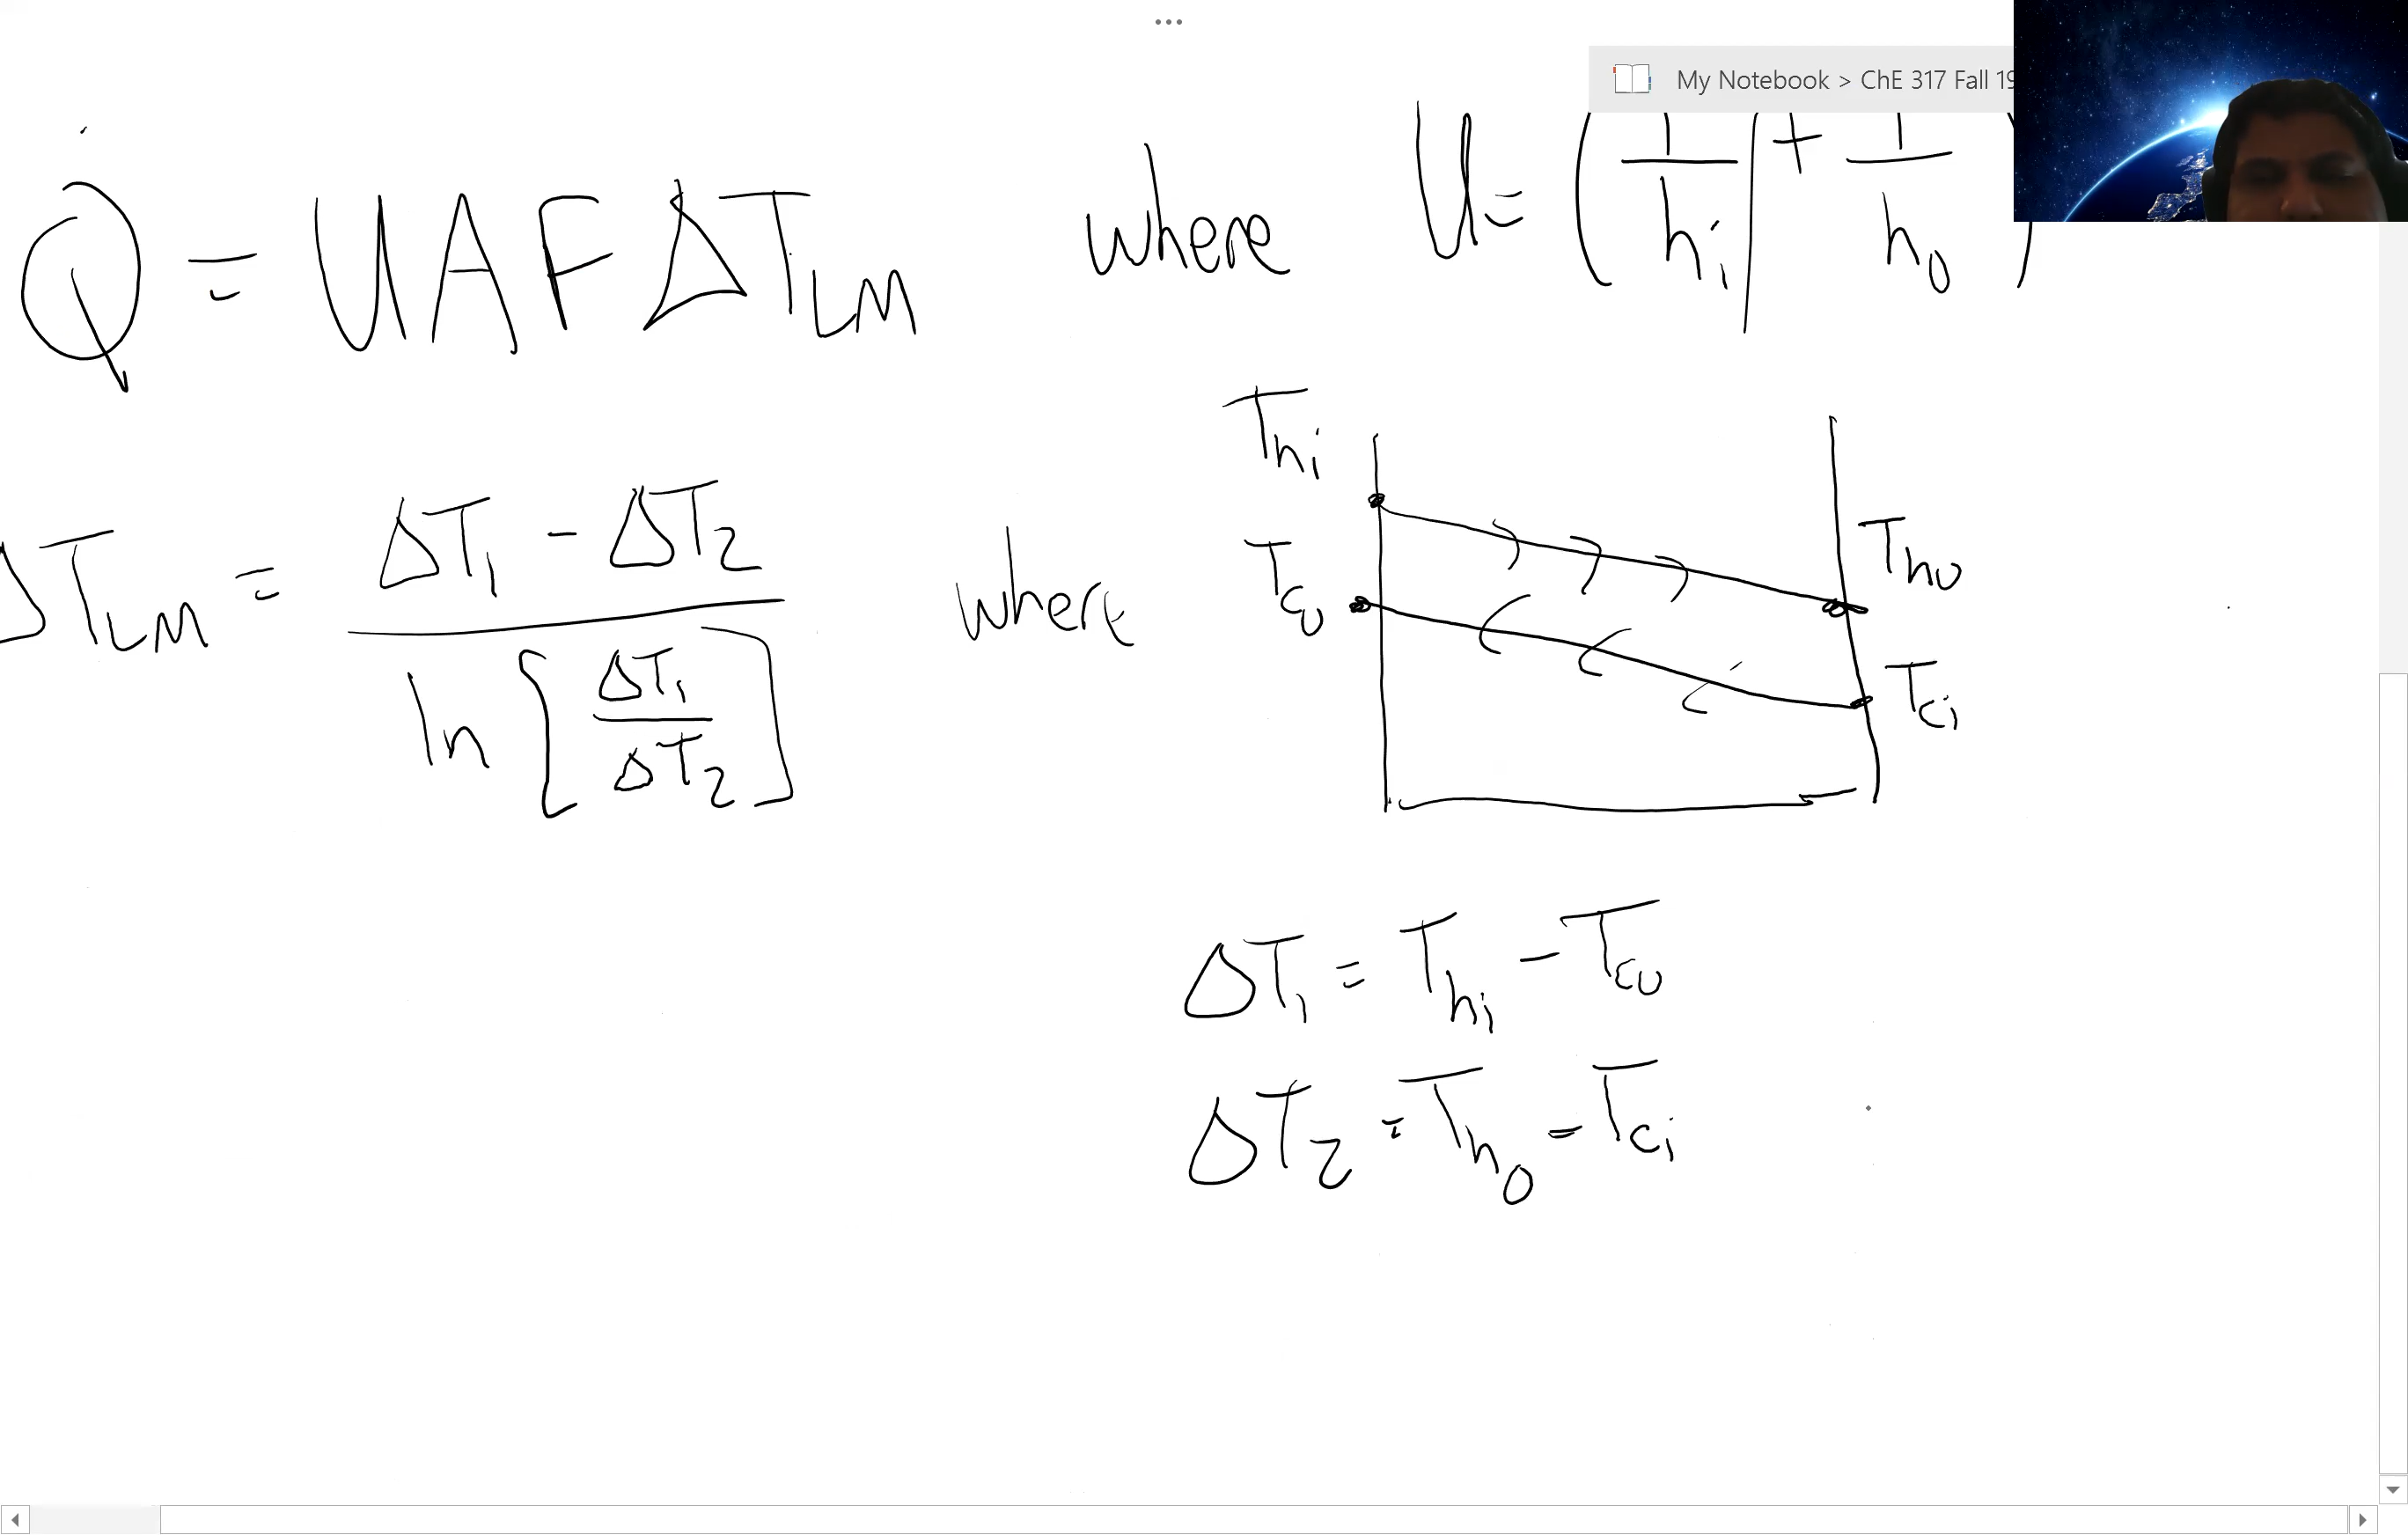 My Notebook > ChE 317 Fall 19
Q̇ = UAFΔT_LM where U = (1/h_i + 1/h_o)
ΔT_LM = (ΔT_1 - ΔT_2) / ln[ΔT_1/ΔT_2] where
T_hi
T_co
T_ho
T_ci
ΔT_1 = T_hi - T_co
ΔT_2 = T_ho - T_ci